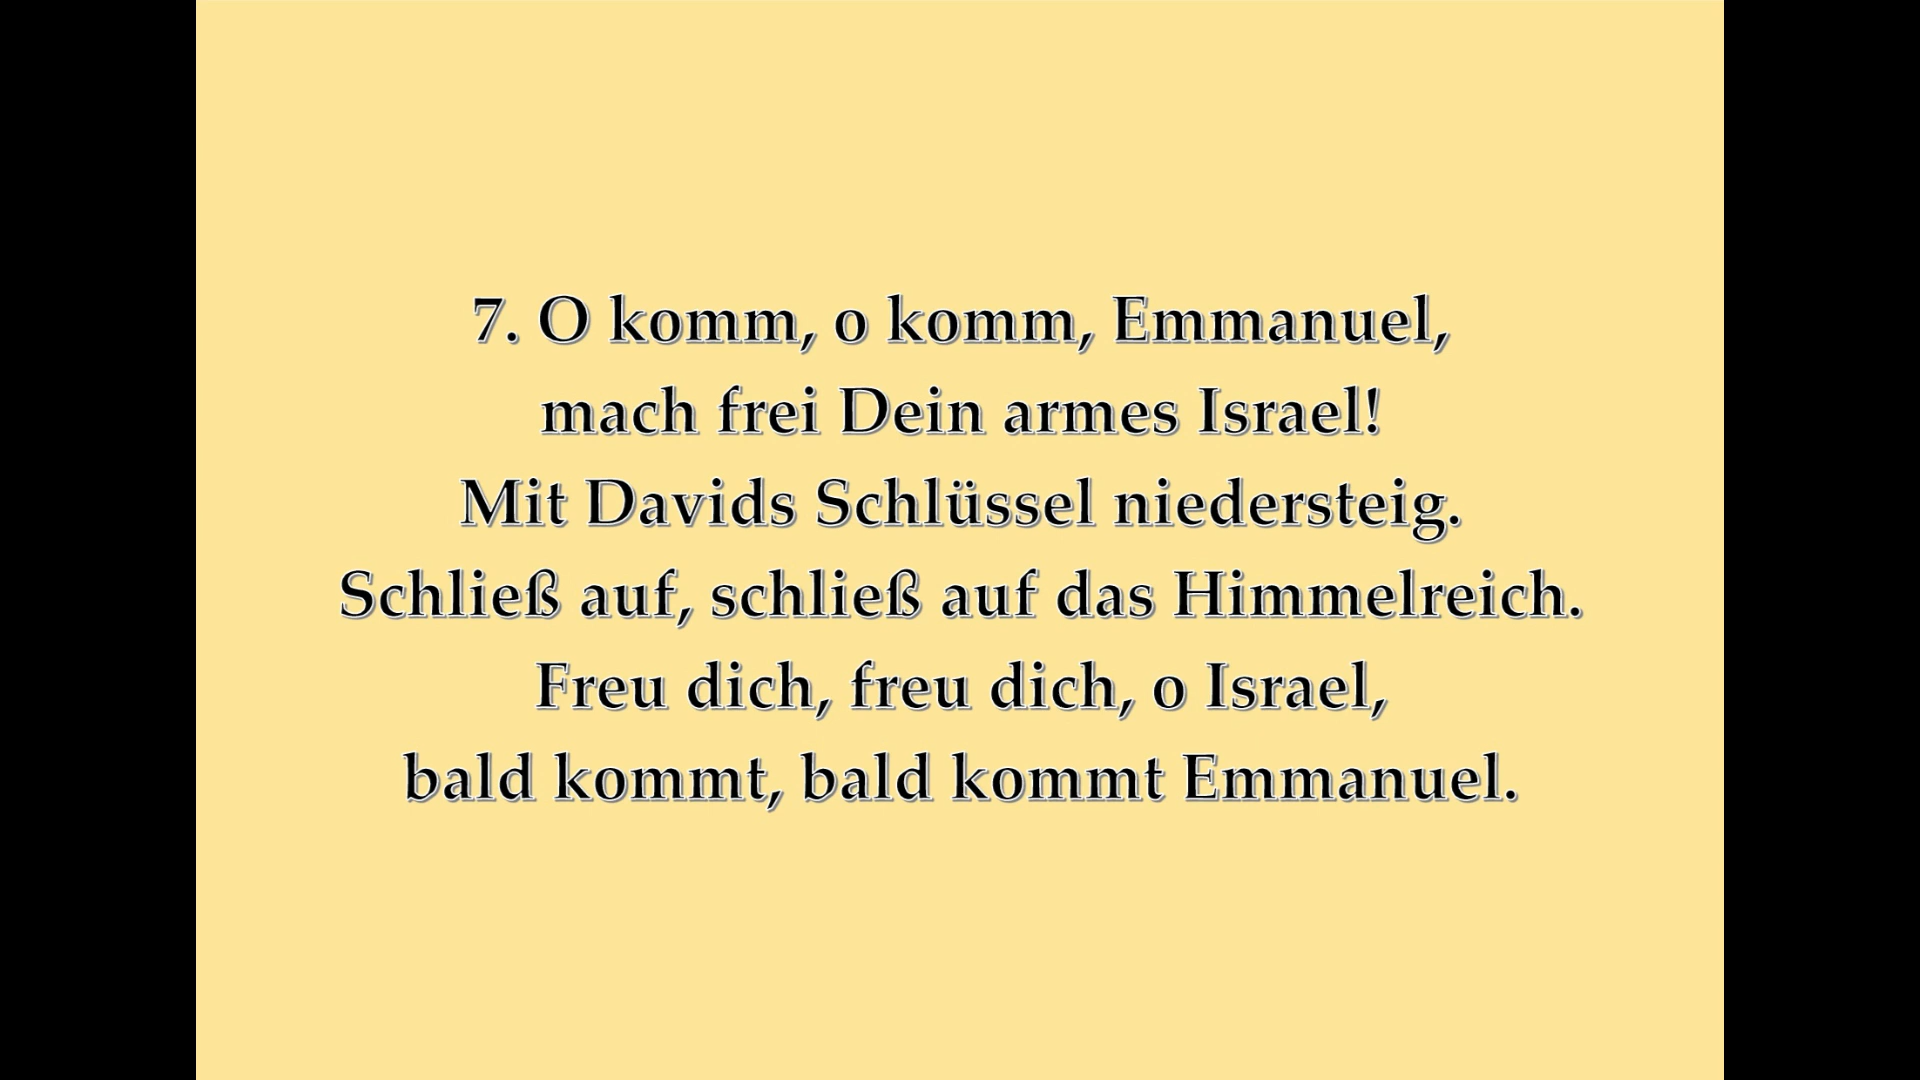 7. O komm, o komm, Emmanuel,
mach frei Dein armes Israel!
Mit Davids Schlüssel niedersteig.
Schließ auf, schließ auf das Himmelreich.
Freu dich, freu dich, o Israel,
bald kommt, bald kommt Emmanuel.